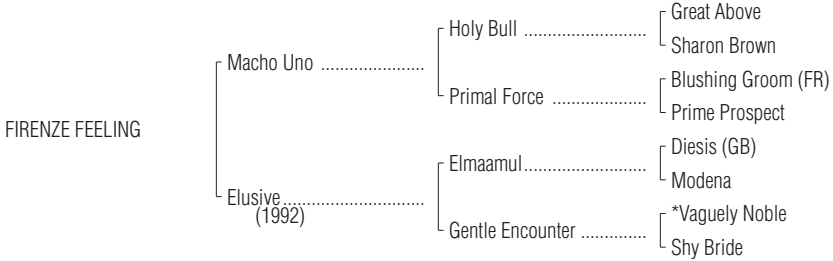 Great Above
Holy Bull ..........................
Sharon Brown
Macho Uno ......................
Blushing Groom (FR)
Primal Force ....................
Prime Prospect
FIRENZE FEELING
Diesis (GB)
Elmaamul..........................
Modena
Elusive..............................
(1992)
*Vaguely Noble
Gentle Encounter ..............
Shy Bride